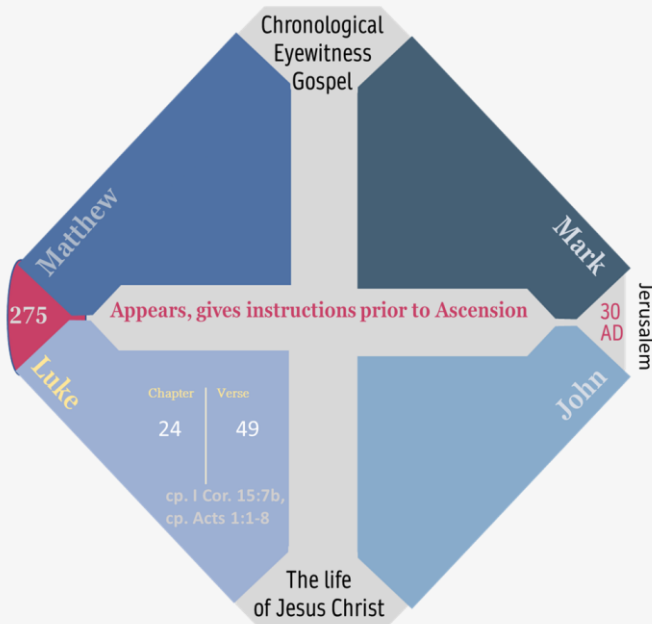 Chronological
Eyewitness
Gospel
Matthew
Mark
275
Appears, gives instructions prior to Ascension
30
AD
Jerusalem
Luke
John
Chapter Verse
24 49
cp. I Cor. 15:7b,
cp. Acts 1:1-8
The life
of Jesus Christ